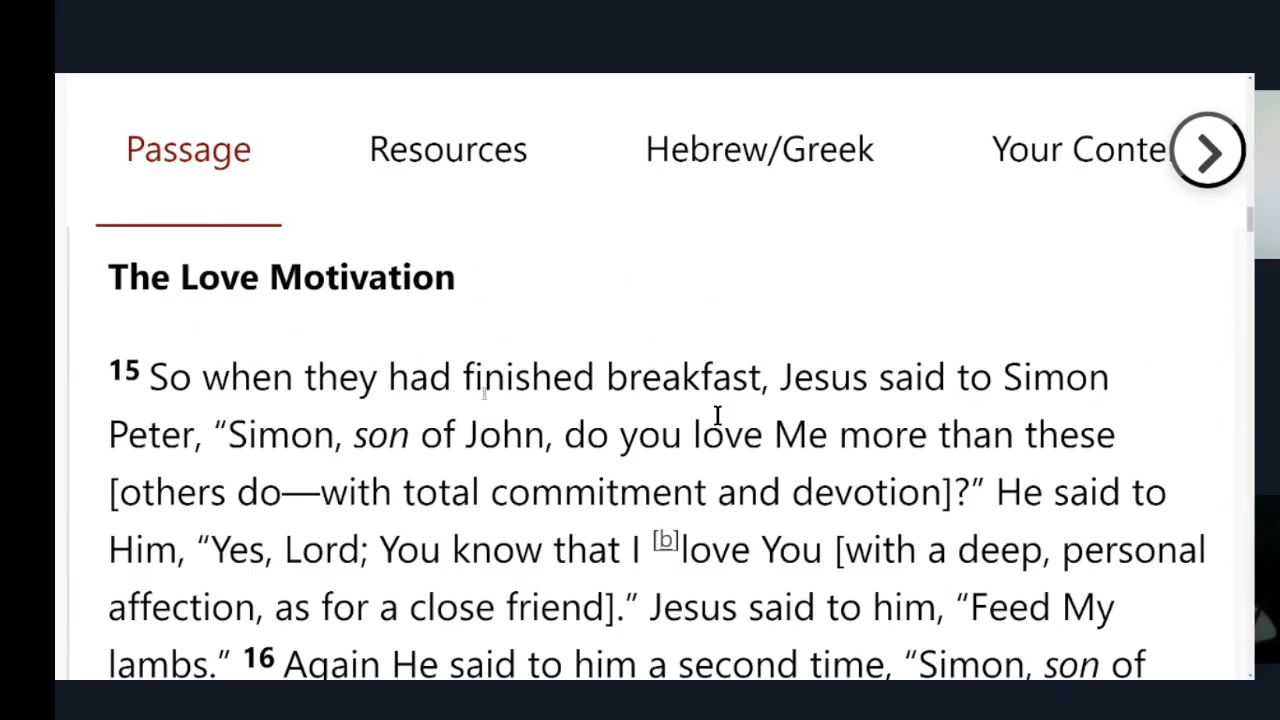 Passage Resources Hebrew/Greek Your Conte
The Love Motivation
15 So when they had finished breakfast, Jesus said to Simon
Peter, “Simon, son of John, do you love Me more than these
[others do—with total commitment and devotion]?” He said to
Him, “Yes, Lord; You know that I [b]love You [with a deep, personal
affection, as for a close friend].” Jesus said to him, “Feed My
lambs.” 16 Again He said to him a second time, “Simon, son of